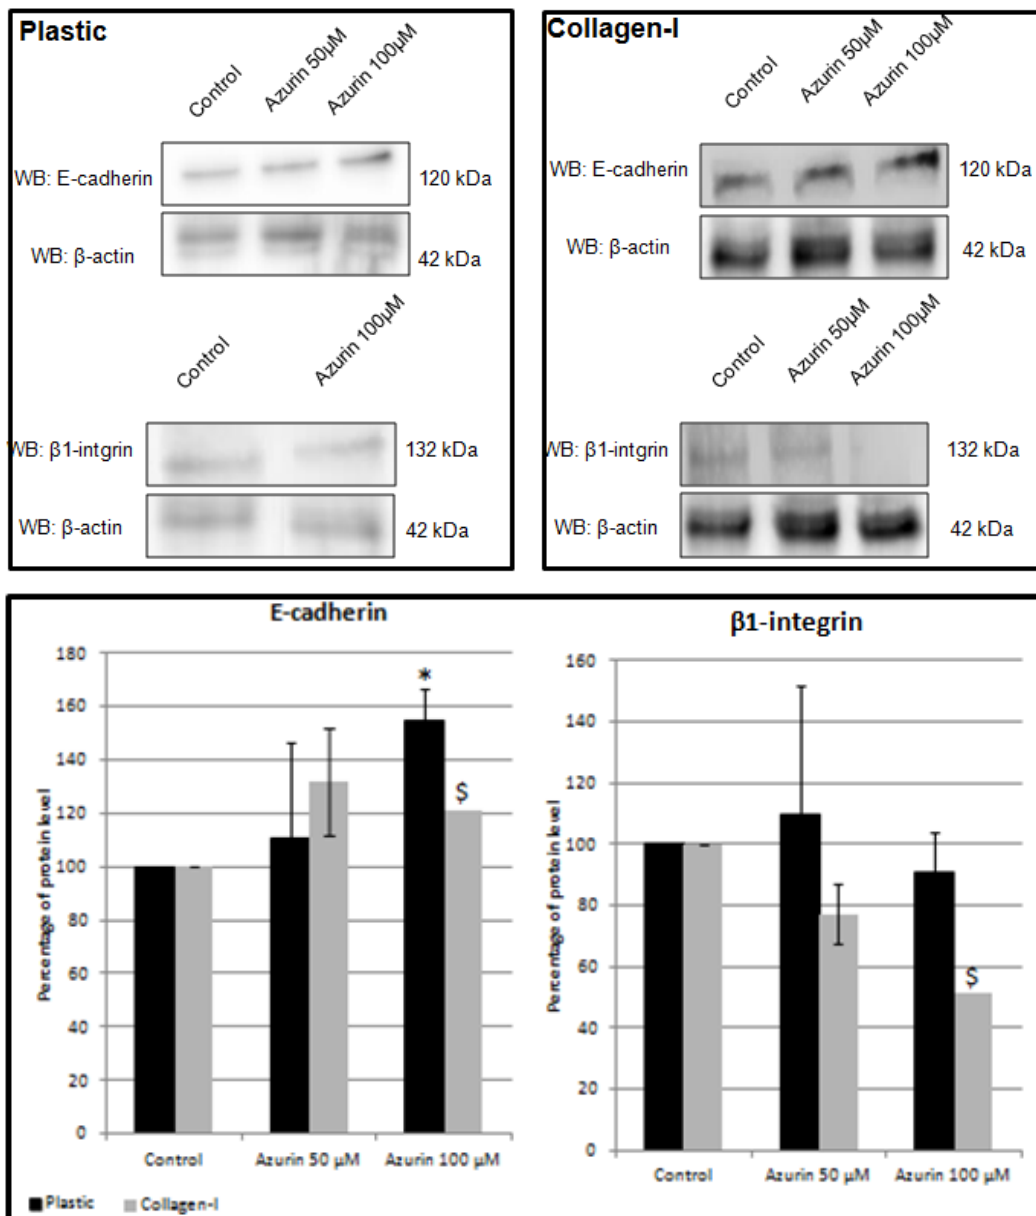 Plastic
Control
Azurin 50µM
Azurin 100µM
WB: E-cadherin
120 kDa
WB: β-actin
42 kDa
Control
Azurin 100µM
WB: β1-intgrin
132 kDa
WB: β-actin
42 kDa
Collagen-I
Control
Azurin 50µM
Azurin 100µM
WB: E-cadherin
120 kDa
WB: β-actin
42 kDa
Control
Azurin 50µM
Azurin 100µM
WB: β1-intgrin
132 kDa
WB: β-actin
42 kDa
E-cadherin
Percentage of protein level
180
160
140
120
100
80
60
40
20
0
*
$
Control
Azurin 50 µM
Azurin 100 µM
Plastic
Collagen-I
β1-integrin
Percentage of protein level
160
140
120
100
80
60
40
20
0
$
Control
Azurin 50 µM
Azurin 100 µM